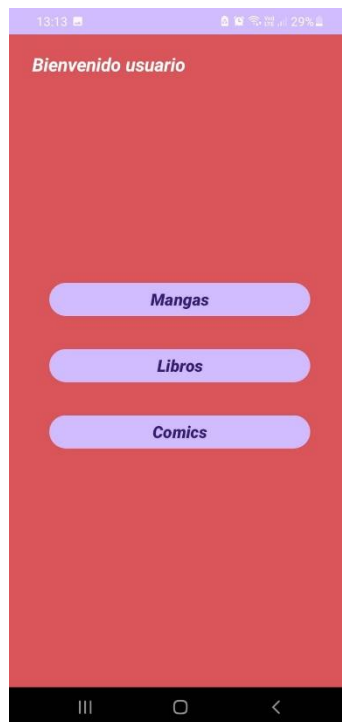 13:13 29%
Bienvenido usuario
Mangas
Libros
Comics